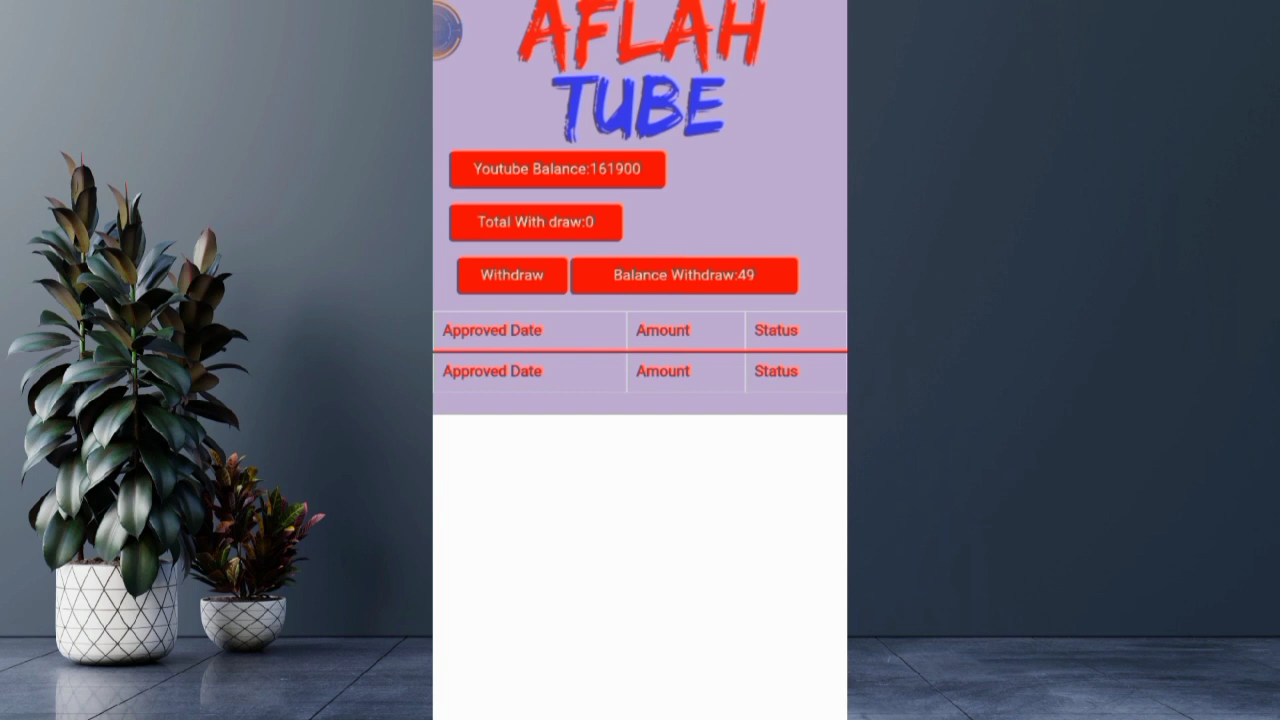 AFLAH
TUBE
Youtube Balance:161900
Total With draw:0
Withdraw Balance Withdraw:49
Approved Date Amount Status
Approved Date Amount Status